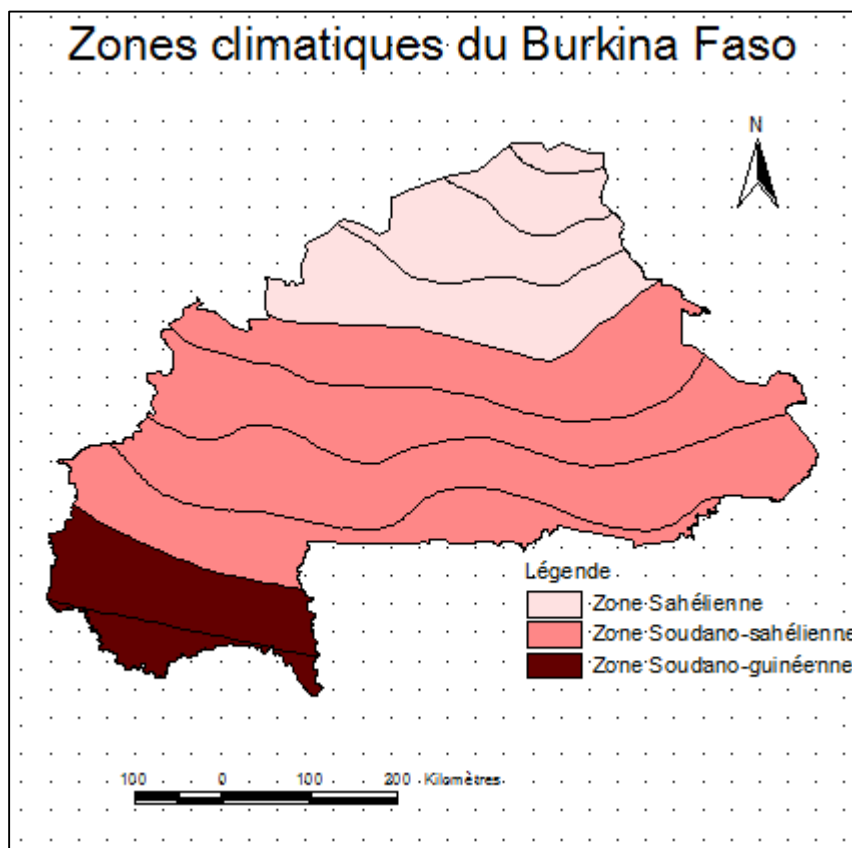 Zones climatiques du Burkina Faso
N
Légende
Zone Sahélienne
Zone Soudano-sahélienne
Zone Soudano-guinéenne
100 0 100 200 Kilomètres